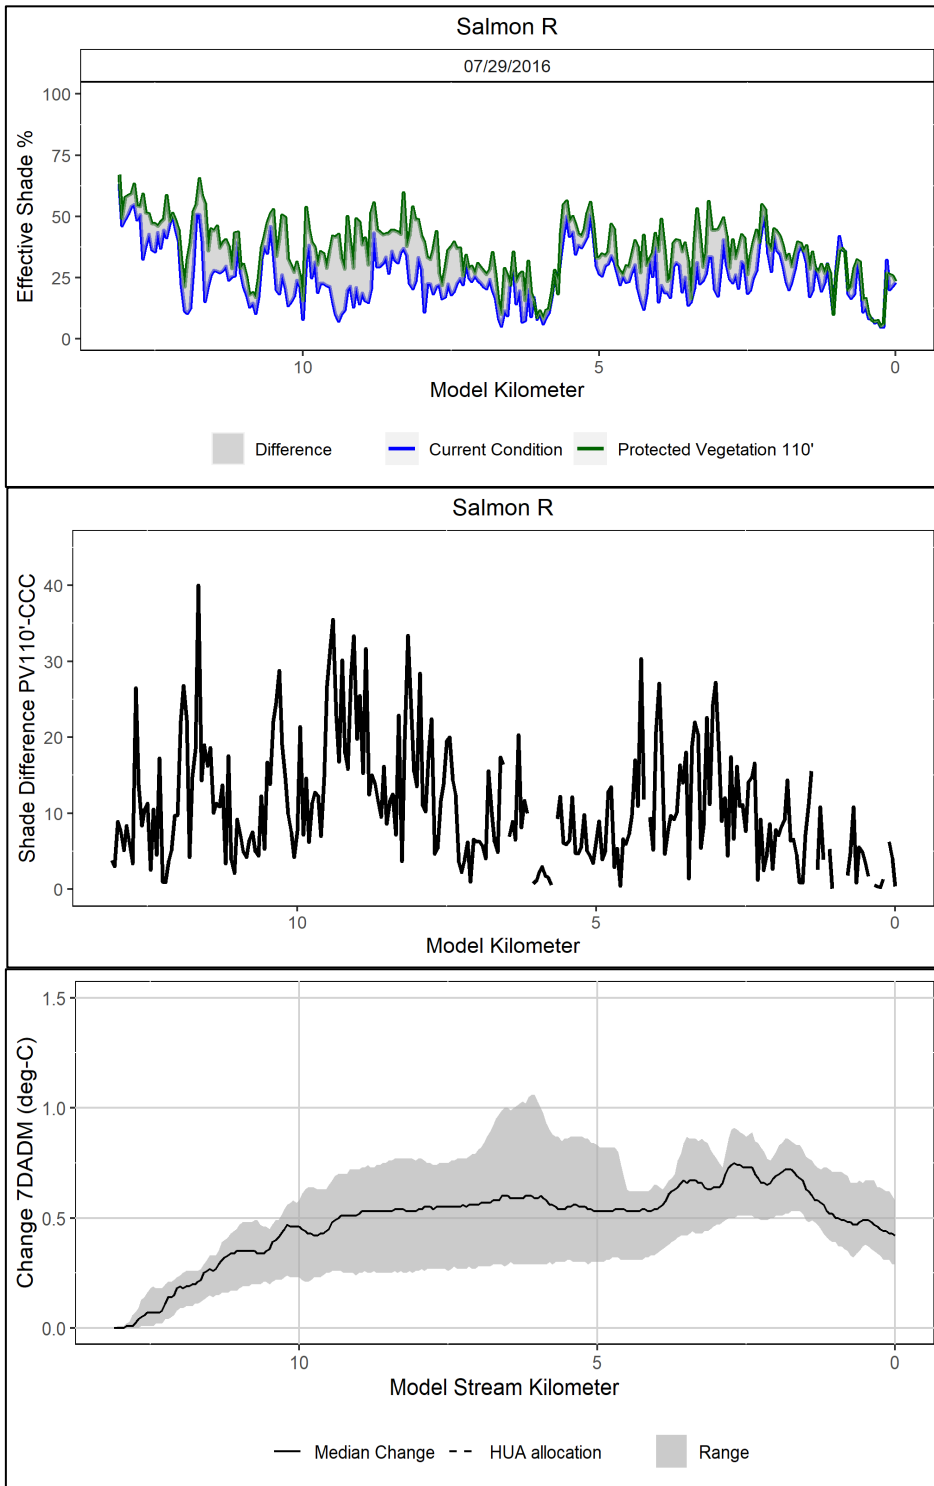 Salmon R
07/29/2016
Effective Shade %
100
75
50
25
0
10
5
0
Model Kilometer
Difference
Current Condition
Protected Vegetation 110'
Salmon R
Shade Difference PV110'-CCC
40
30
20
10
0
10
5
0
Model Kilometer
Change 7DADM (deg-C)
1.5
1.0
0.5
0.0
10
5
0
Model Stream Kilometer
Median Change
HUA allocation
Range